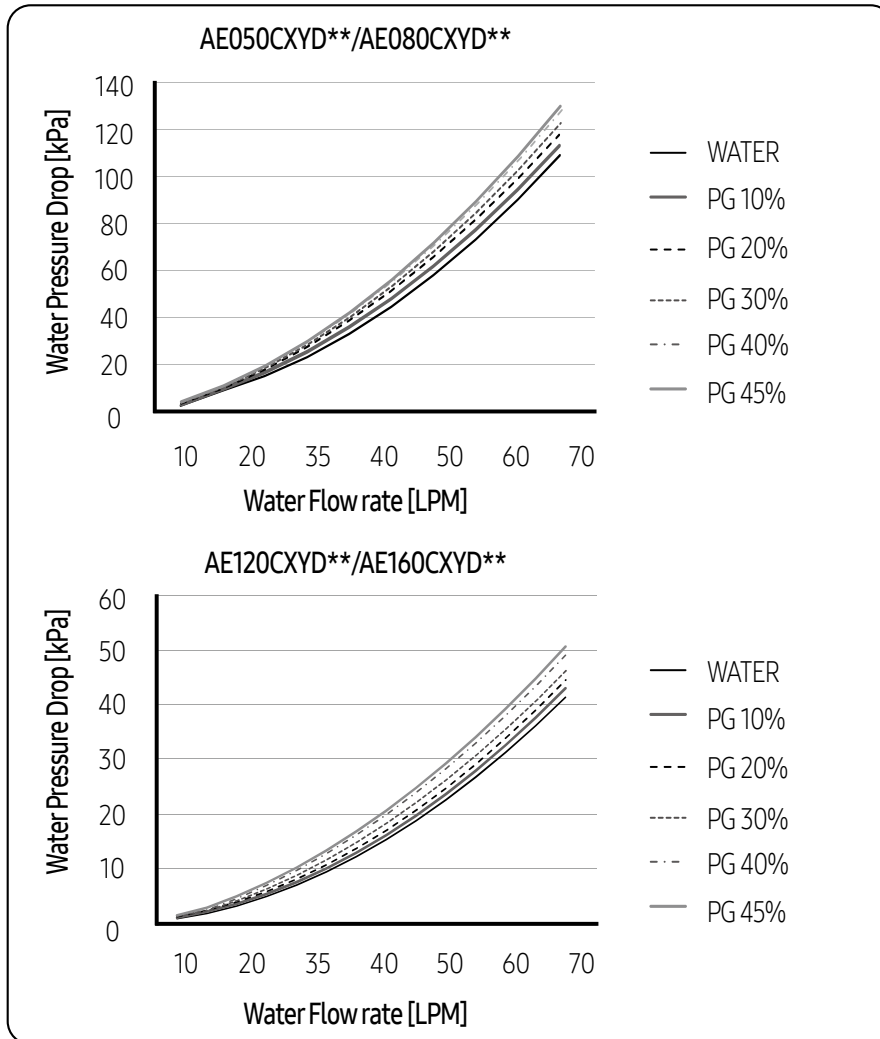 AE050CXYD**/AE080CXYD**
Water Pressure Drop [kPa]
140
120
100
80
60
40
20
0
10 20 35 40 50 60 70
Water Flow rate [LPM]
WATER
PG 10%
PG 20%
PG 30%
PG 40%
PG 45%
AE120CXYD**/AE160CXYD**
Water Pressure Drop [kPa]
60
50
40
30
20
10
0
10 20 35 40 50 60 70
Water Flow rate [LPM]
WATER
PG 10%
PG 20%
PG 30%
PG 40%
PG 45%